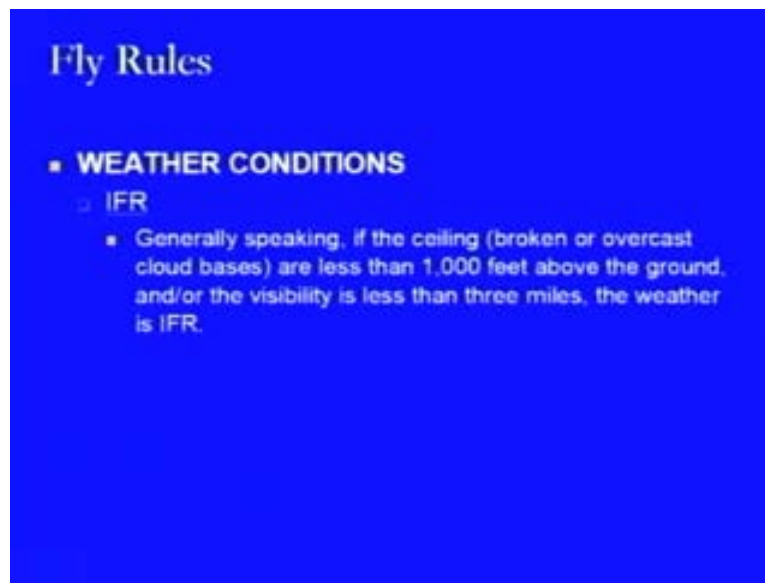 Fly Rules
WEATHER CONDITIONS
IFR
Generally speaking, if the ceiling (broken or overcast
cloud bases) are less than 1,000 feet above the ground,
and/or the visibility is less than three miles, the weather
is IFR.